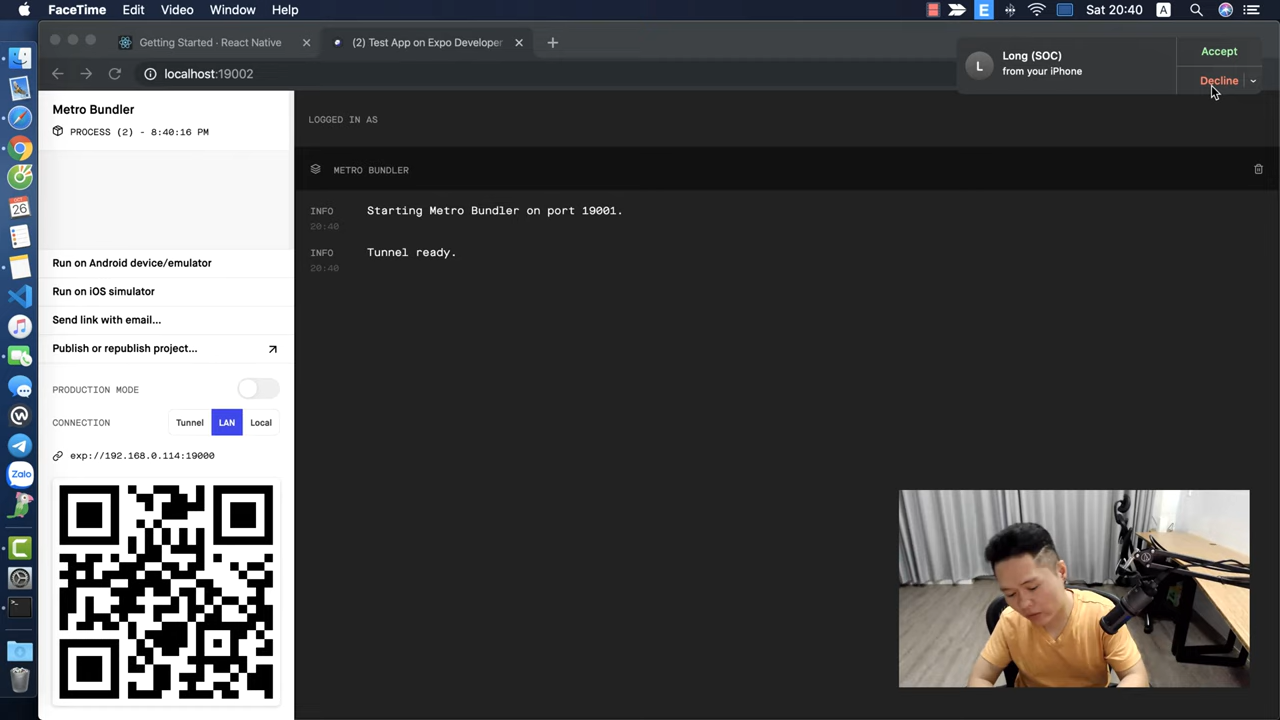 FaceTime Edit Video Window Help
E
Sat 20:40 A
Getting Started · React Native
(2) Test App on Expo Developer
localhost:19002
L
Long (SOC)
from your iPhone
Accept
Decline
Metro Bundler
PROCESS (2) - 8:40:16 PM
LOGGED IN AS
METRO BUNDLER
INFO Starting Metro Bundler on port 19001.
20:40
INFO Tunnel ready.
20:40
OCT
26
Run on Android device/emulator
Run on iOS simulator
Send link with email...
Publish or republish project...
PRODUCTION MODE
CONNECTION Tunnel LAN Local
exp://192.168.0.114:19000
Zalo